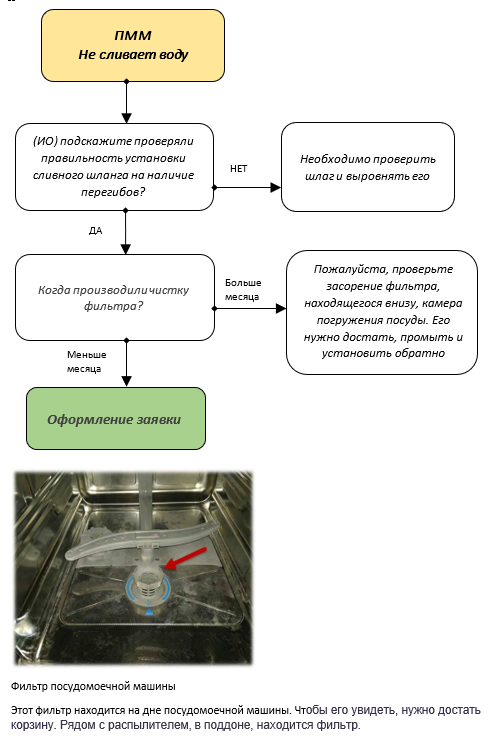 ПММ
Не сливает воду
(ИО) подскажите проверяли
правильность установки
сливного шланга на наличие
перегибов?
НЕТ
Необходимо проверить
шлаг и выровнять его
ДА
Когда производили чистку
фильтра?
Больше
месяца
Пожалуйста, проверьте
засорение фильтра,
находящегося внизу, камера
погружения посуды. Его
нужно достать, промыть и
установить обратно
Меньше
месяца
Оформление заявки
Фильтр посудомоечной машины
Этот фильтр находится на дне посудомоечной машины. Чтобы его увидеть, нужно достать
корзину. Рядом с распылителем, в поддоне, находится фильтр.